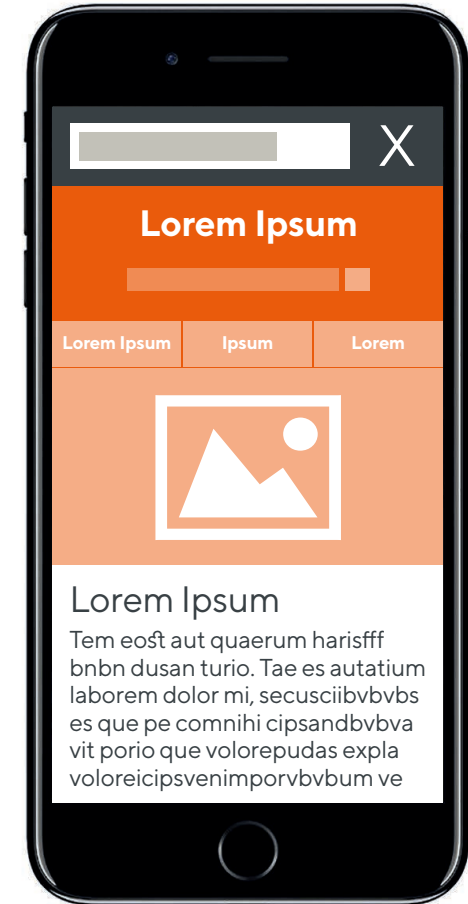 X
Lorem Ipsum
Lorem Ipsum
Ipsum
Lorem
Lorem Ipsum
Tem eost aut quaerum harisfff
bnbn dusan turio. Tae es autatium
laborem dolor mi, secusciibvbvbs
es que pe comnihi cipsandbvbva
vit porio que volorepudas expla
voloreicipsvenimporvbvbum ve